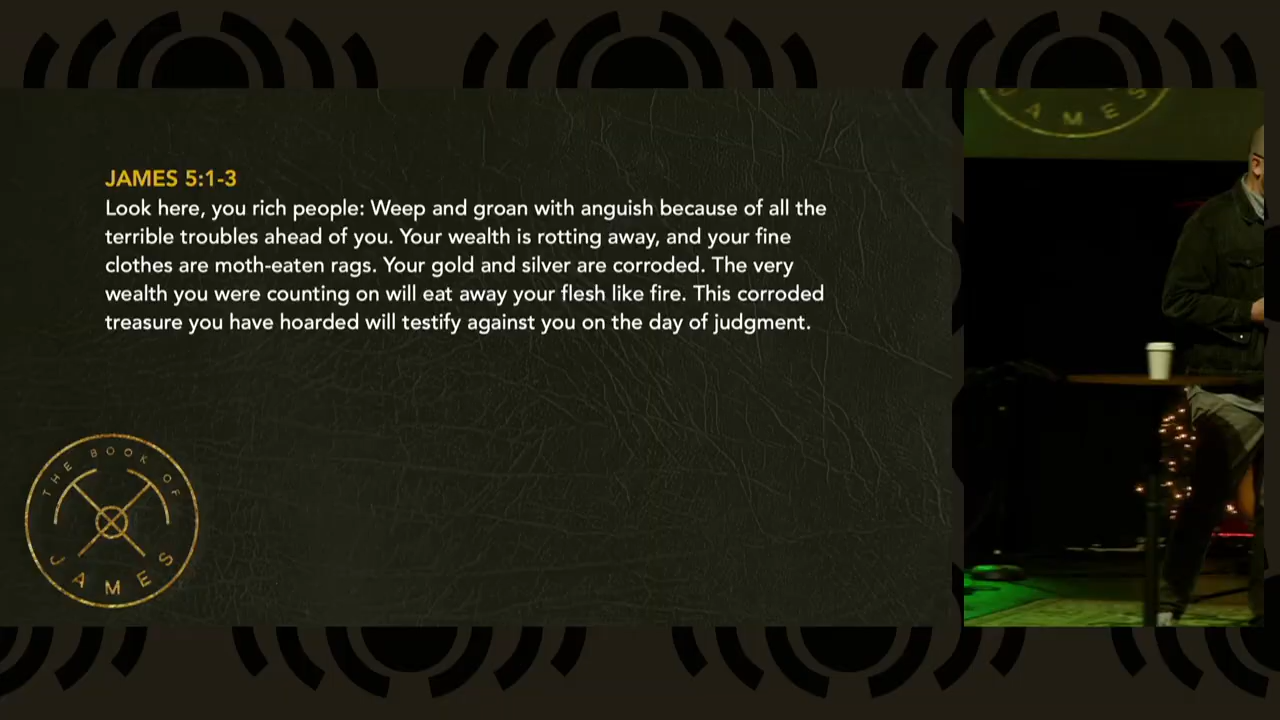 JAMES 5:1-3
Look here, you rich people: Weep and groan with anguish because of all the
terrible troubles ahead of you. Your wealth is rotting away, and your fine
clothes are moth-eaten rags. Your gold and silver are corroded. The very
wealth you were counting on will eat away your flesh like fire. This corroded
treasure you have hoarded will testify against you on the day of judgment.
THE BOOK OF
JAMES
JAMES